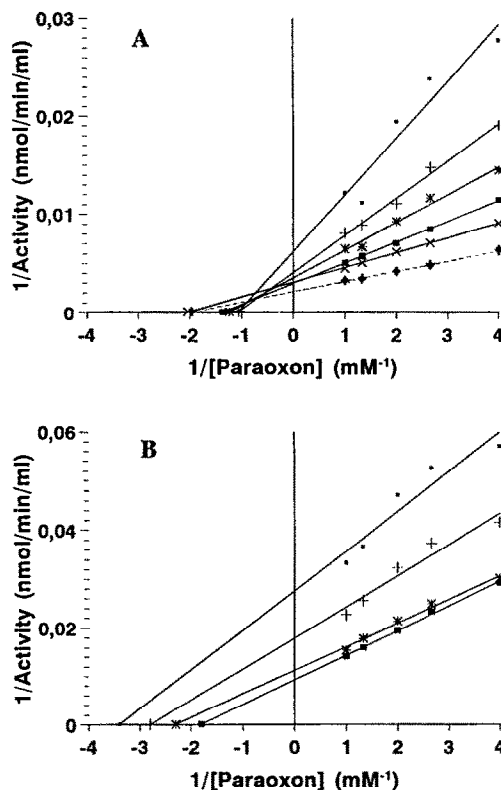 A
1/Activity (nmol/min/ml)
0,03
0,02
0,01
0
-4 -3 -2 -1 0 1 2 3 4
1/[Paraoxon] (mM⁻¹)
B
1/Activity (nmol/min/ml)
0,06
0,04
0,02
0
-4 -3 -2 -1 0 1 2 3 4
1/[Paraoxon] (mM⁻¹)